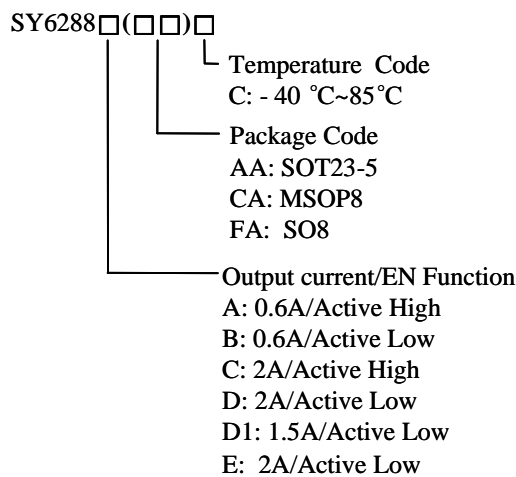 SY6288□(□□)□
Temperature Code
C: - 40 °C~85°C
Package Code
AA: SOT23-5
CA: MSOP8
FA: SO8
Output current/EN Function
A: 0.6A/Active High
B: 0.6A/Active Low
C: 2A/Active High
D: 2A/Active Low
D1: 1.5A/Active Low
E: 2A/Active Low